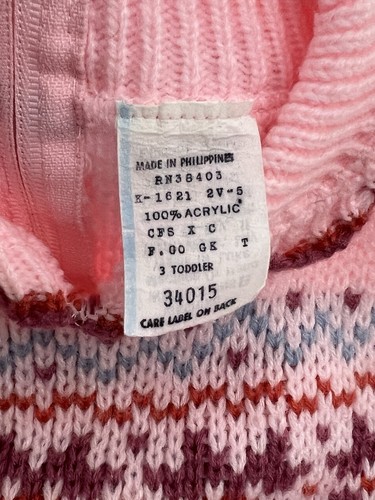 MADE IN PHILIPPINES
RN38403
K-1621 2V-5
100% ACRYLIC
CFS X C
F.00 GK T
3 TODDLER
34015
CARE LABEL ON BACK